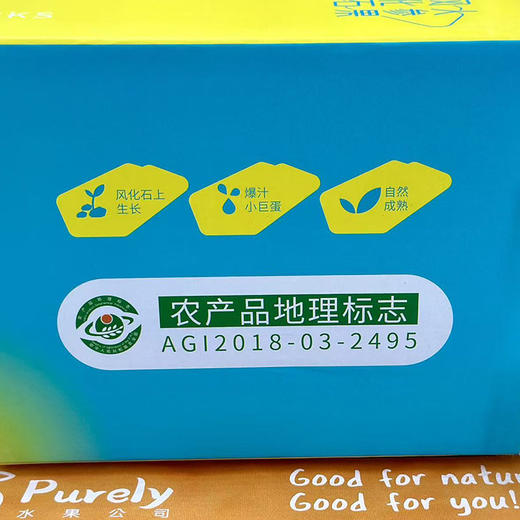 风化石上
生长
爆汁
小巨蛋
自然
成熟
农产品地理标志
AGI2018-03-2495
Purely
水果公司
Good for natur
Good for you!